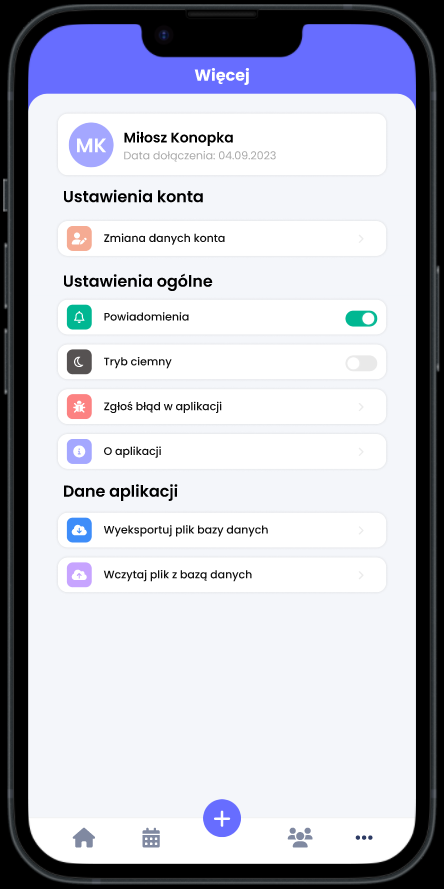 Więcej
MK
Miłosz Konopka
Data dołączenia: 04.09.2023
Ustawienia konta
Zmiana danych konta
Ustawienia ogólne
Powiadomienia
Tryb ciemny
Zgłoś błąd w aplikacji
O aplikacji
Dane aplikacji
Wyeksportuj plik bazy danych
Wczytaj plik z bazą danych